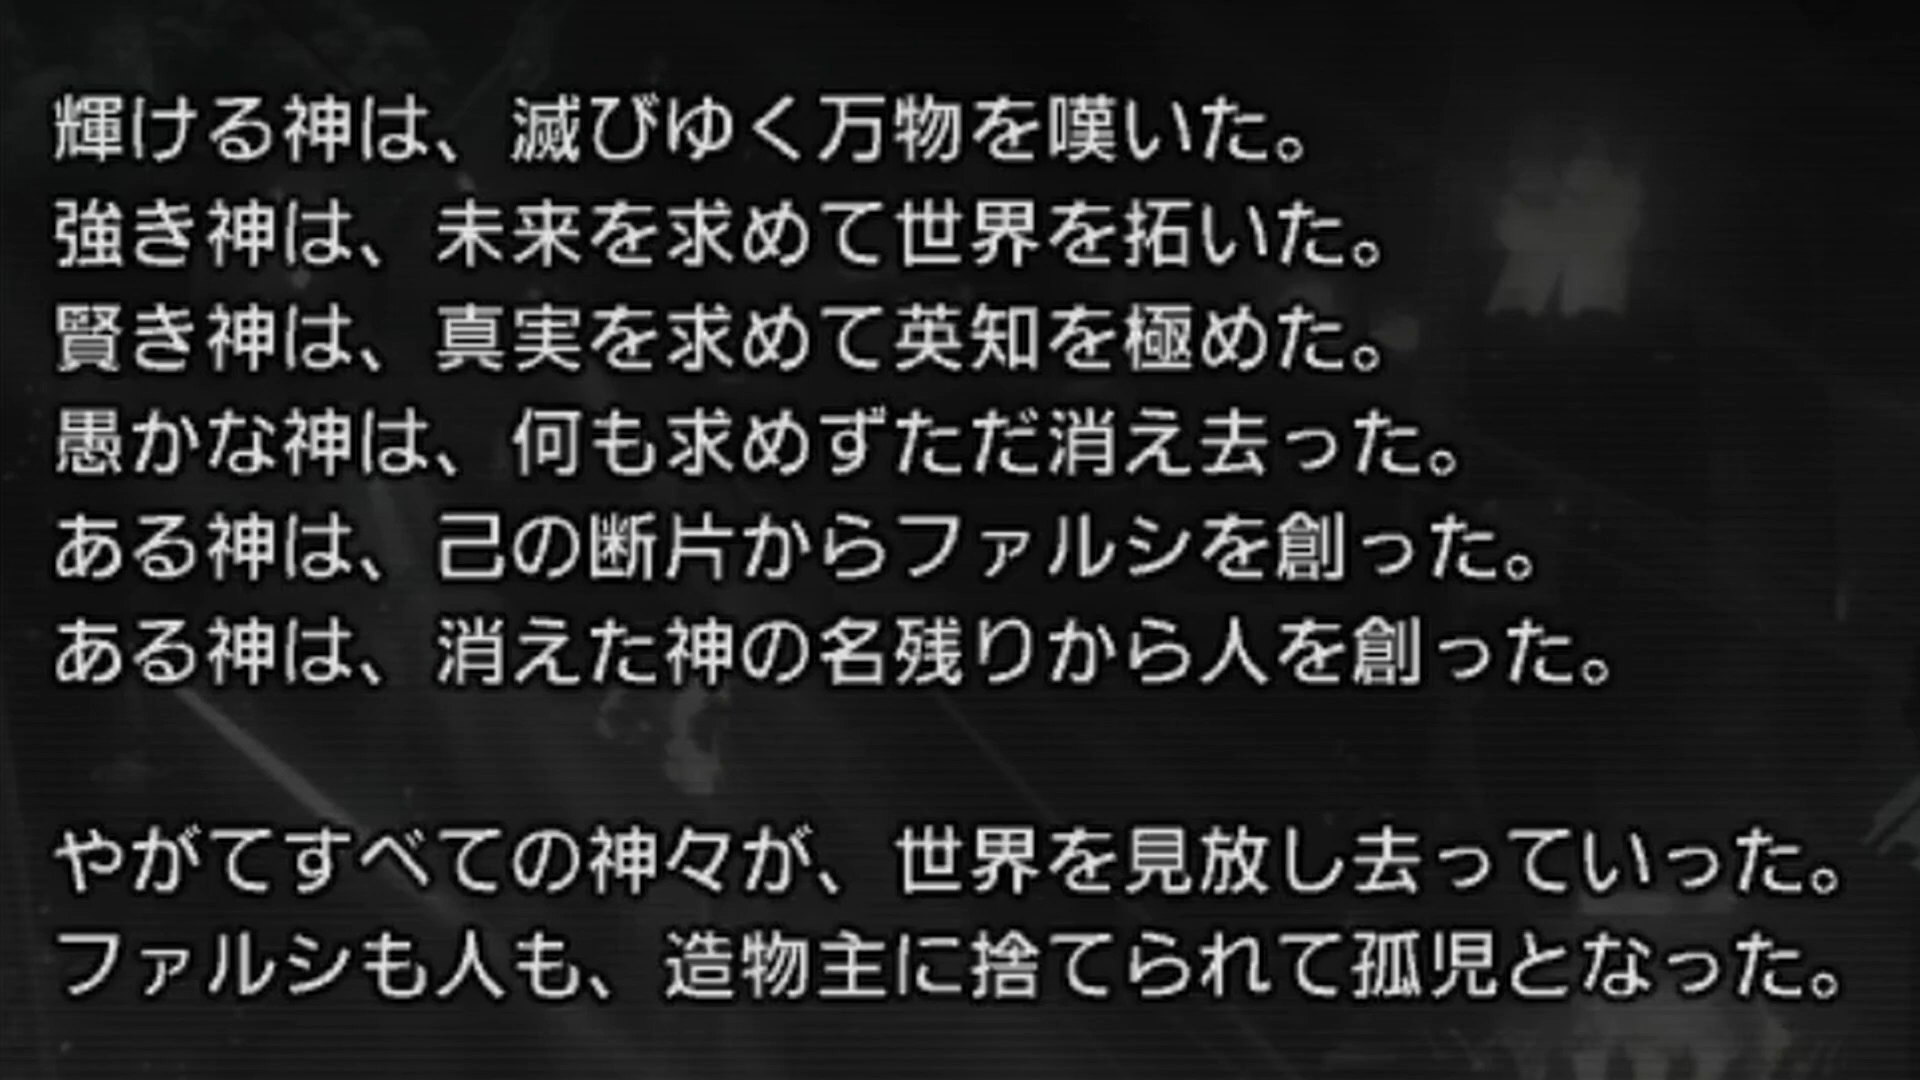 輝ける神は、滅びゆく万物を嘆いた。
強き神は、未来を求めて世界を拓いた。
賢き神は、真実を求めて英知を極めた。
愚かな神は、何も求めずただ消え去った。
ある神は、己の断片からファルシを創った。
ある神は、消えた神の名残りから人を創った。
やがてすべての神々が、世界を見放し去っていった。
ファルシも人も、造物主に捨てられて孤児となった。